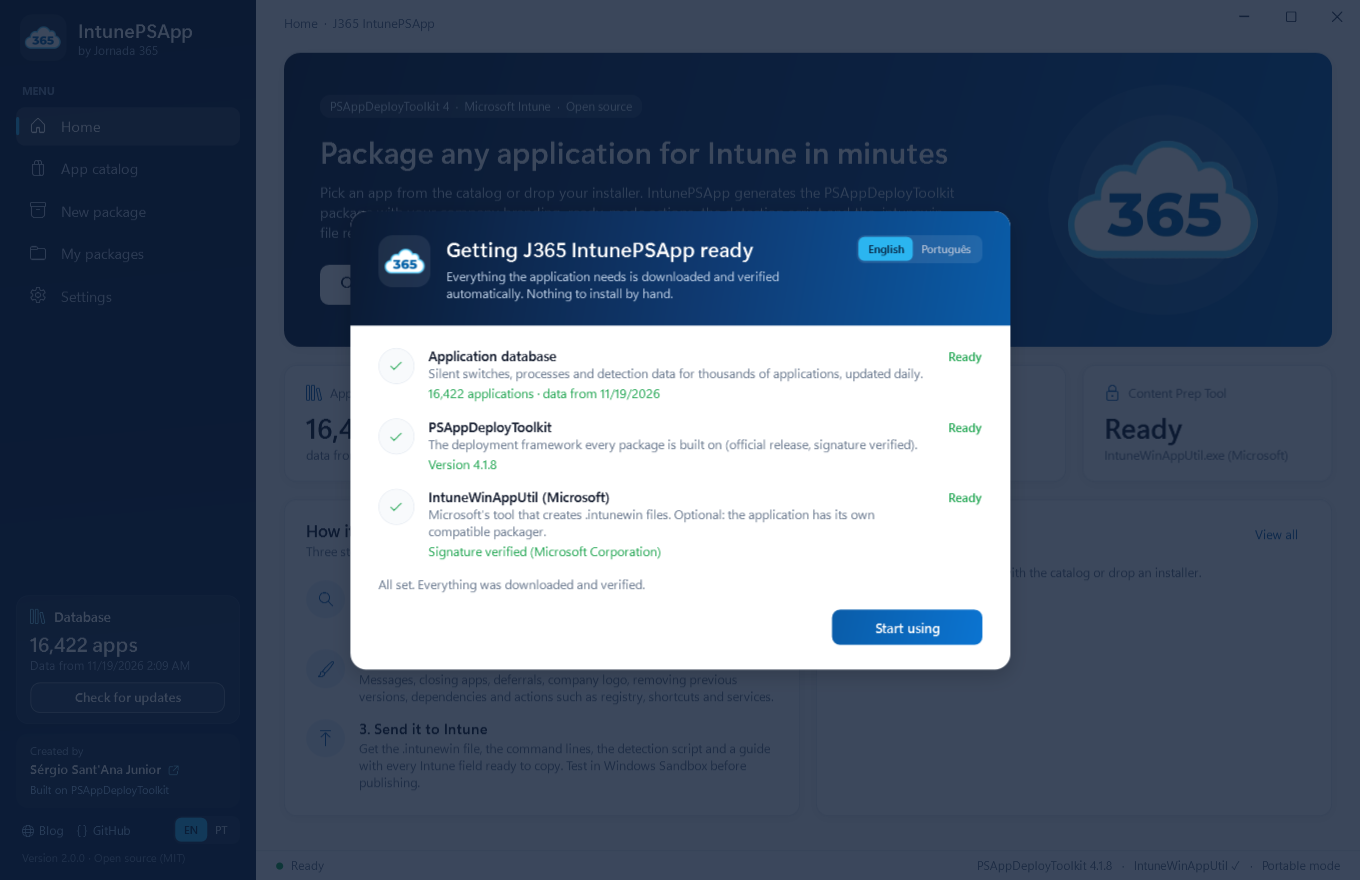 365
IntunePSApp
by Jornada 365
MENU
Home
App catalog
New package
My packages
Settings
Database
16,422 apps
Data from 11/19/2026 2:09 AM
Check for updates
Created by
Sérgio Sant'Ana Junior
Built on PSAppDeployToolkit
Blog
{} GitHub
EN
PT
Version 2.0.0 · Open source (MIT)
Home · J365 IntunePSApp
PSAppDeployToolkit 4 · Microsoft Intune · Open source
Package any application for Intune in minutes
Pick an app from the catalog or drop your installer. IntunePSApp generates the PSAppDeployToolkit
file
365
365
Getting J365 IntunePSApp ready
English
Português
Everything the application needs is downloaded and verified
automatically. Nothing to install by hand.
Application database
Ready
Silent switches, processes and detection data for thousands of applications, updated daily.
16,422 applications · data from 11/19/2026
PSAppDeployToolkit
Ready
The deployment framework every package is built on (official release, signature verified).
Version 4.1.8
IntuneWinAppUtil (Microsoft)
Ready
Microsoft's tool that creates .intunewin files. Optional: the application has its own
compatible packager.
Signature verified (Microsoft Corporation)
All set. Everything was downloaded and verified.
Start using
Content Prep Tool
Ready
IntuneWinAppUtil.exe (Microsoft)
16,4
data
How
Three
View all
the catalog or drop an installer.
Messages, closing apps, deferrals, company logo, removing previous
versions, dependencies and actions such as registry, shortcuts and services.
3. Send it to Intune
Get the .intunewin file, the command lines, the detection script and a guide
with every Intune field ready to copy. Test in Windows Sandbox before
publishing.
Ready
PSAppDeployToolkit 4.1.8 · IntuneWinAppUtil ✓ · Portable mode